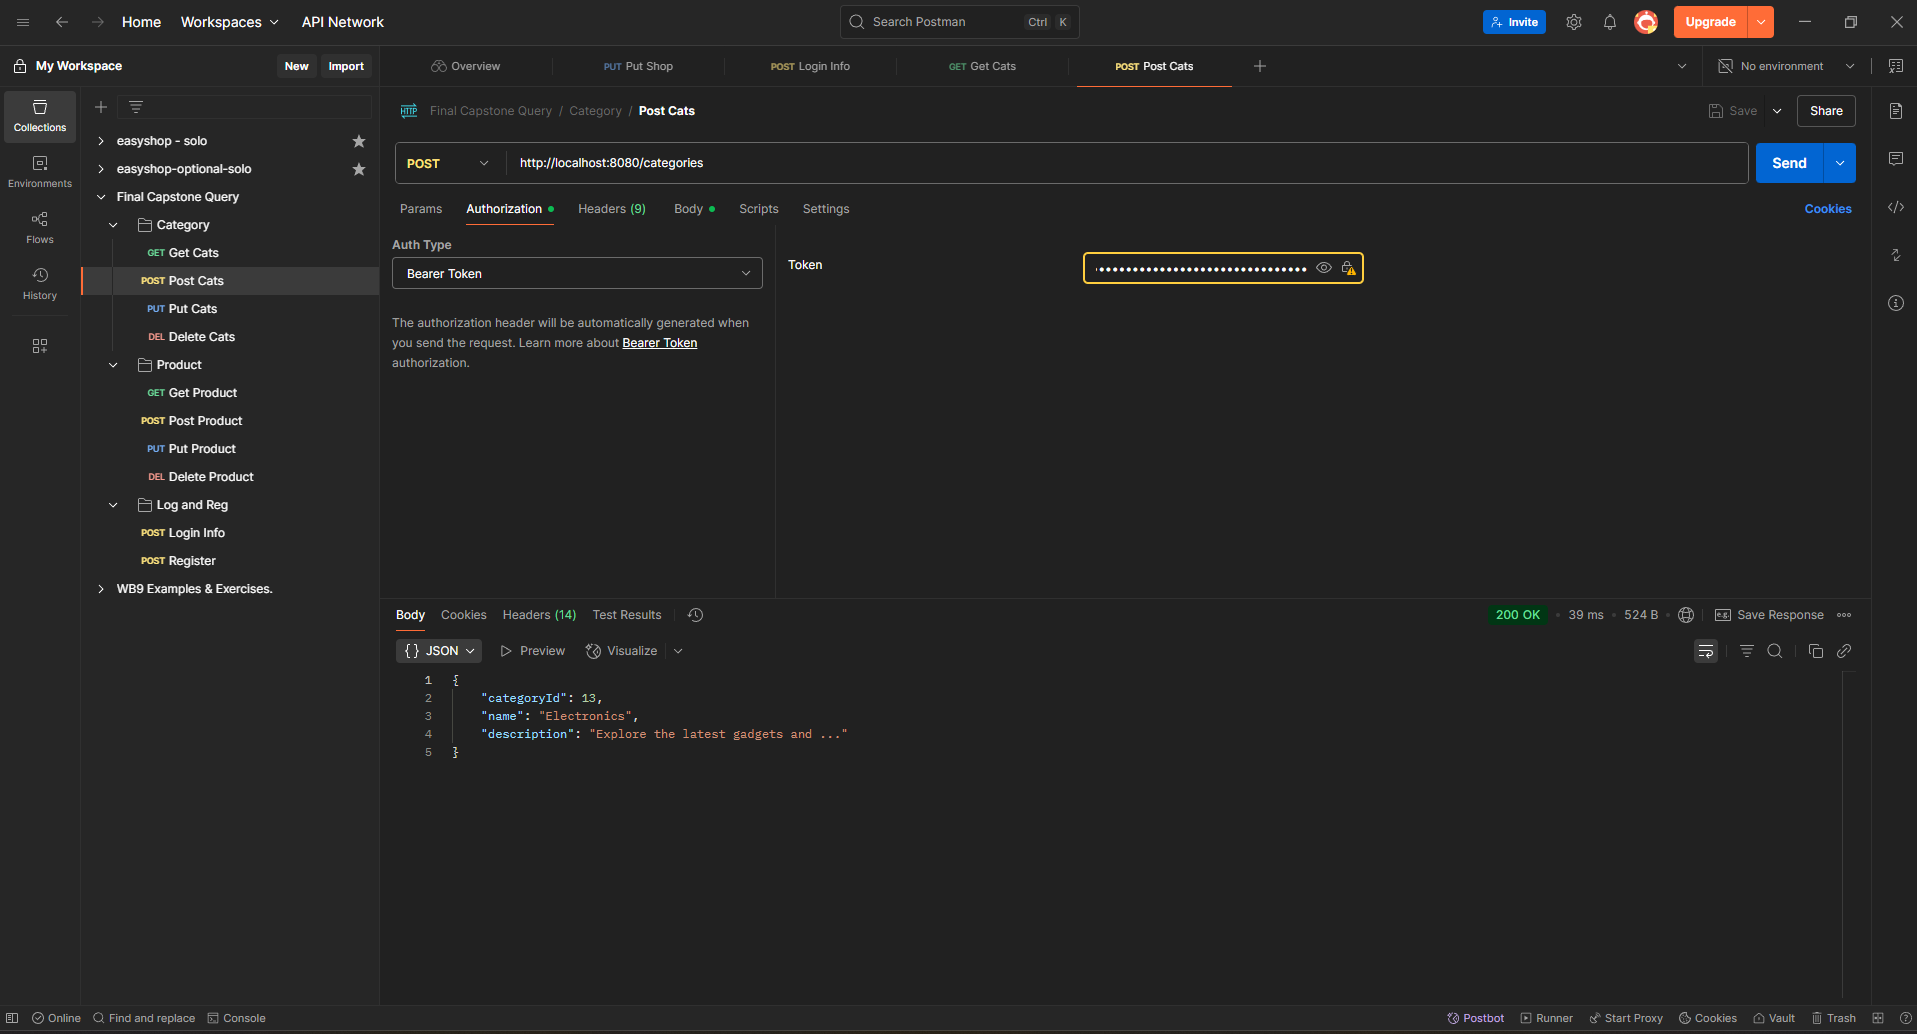 Home
Workspaces
API Network
Search Postman
Ctrl
K
Invite
Upgrade
My Workspace
New
Import
Overview
PUT Put Shop
POST Login Info
GET Get Cats
POST Post Cats
No environment
Collections
Environments
Flows
History
easyshop - solo
easyshop-optional-solo
Final Capstone Query
Category
GET Get Cats
POST Post Cats
PUT Put Cats
DEL Delete Cats
Product
GET Get Product
POST Post Product
PUT Put Product
DEL Delete Product
Log and Reg
POST Login Info
POST Register
WB9 Examples & Exercises.
HTTP Final Capstone Query / Category / Post Cats
Save
Share
POST
http://localhost:8080/categories
Send
Params
Authorization
Headers (9)
Body
Scripts
Settings
Cookies
Auth Type
Bearer Token
The authorization header will be automatically generated when
you send the request. Learn more about Bearer Token
authorization.
Token
Body
Cookies
Headers (14)
Test Results
200 OK
39 ms
524 B
e.g. Save Response
{} JSON
Preview
Visualize
1 {
2 "categoryId": 13,
3 "name": "Electronics",
4 "description": "Explore the latest gadgets and ..."
5 }
Online
Find and replace
Console
Postbot
Runner
Start Proxy
Cookies
Vault
Trash